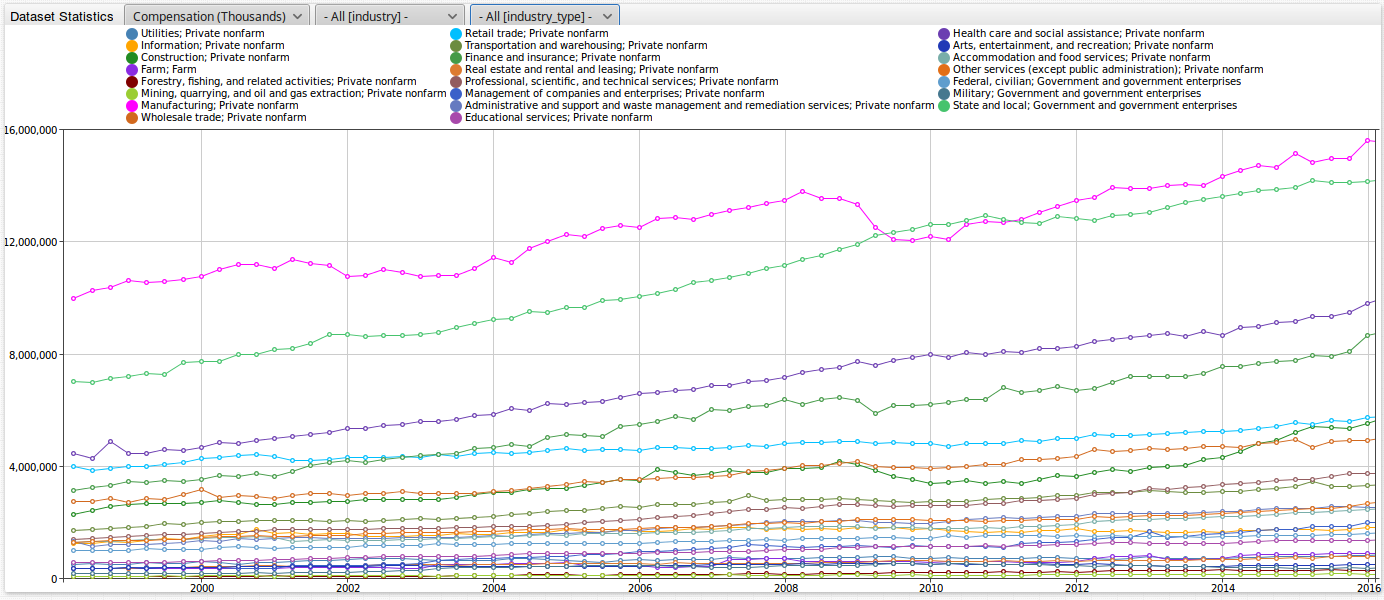 Dataset Statistics Compensation (Thousands) - All [industry] - - All [industry_type] -
Utilities; Private nonfarm Retail trade; Private nonfarm Health care and social assistance; Private nonfarm
Information; Private nonfarm Transportation and warehousing; Private nonfarm Arts, entertainment, and recreation; Private nonfarm
Construction; Private nonfarm Finance and insurance; Private nonfarm Accommodation and food services; Private nonfarm
Farm; Farm Real estate and rental and leasing; Private nonfarm Other services (except public administration); Private nonfarm
Forestry, fishing, and related activities; Private nonfarm Professional, scientific, and technical services; Private nonfarm Federal, civilian; Government and government enterprises
Mining, quarrying, and oil and gas extraction; Private nonfarm Management of companies and enterprises; Private nonfarm Military; Government and government enterprises
Manufacturing; Private nonfarm Administrative and support and waste management and remediation services; Private nonfarm State and local; Government and government enterprises
Wholesale trade; Private nonfarm Educational services; Private nonfarm
16,000,000
12,000,000
8,000,000
4,000,000
0
2000 2002 2004 2006 2008 2010 2012 2014 2016